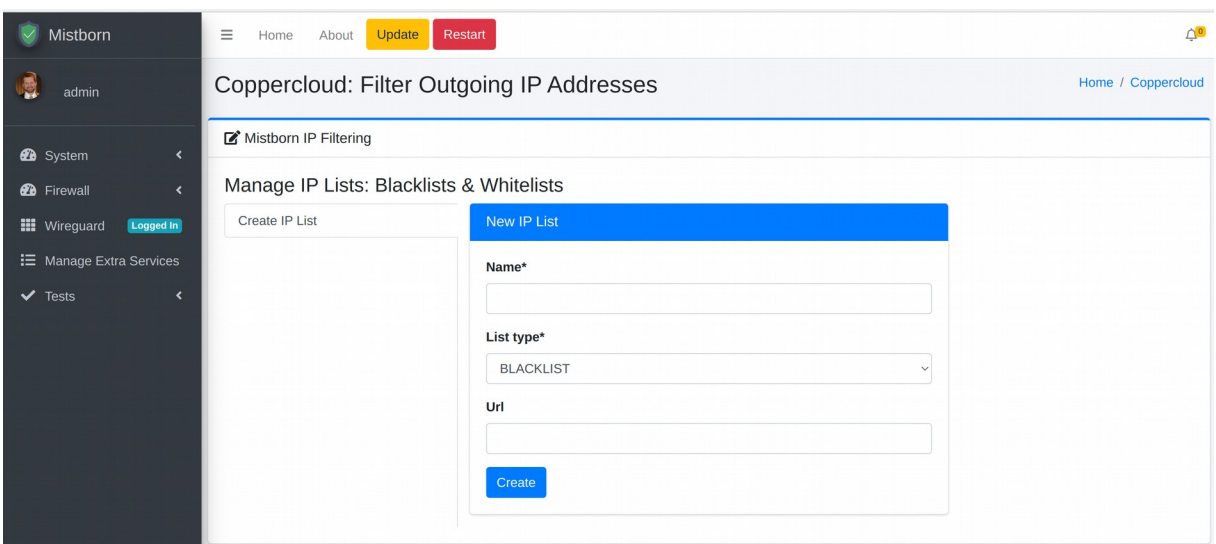 Mistborn
Home About Update Restart
0
admin
Coppercloud: Filter Outgoing IP Addresses
Home / Coppercloud
Mistborn IP Filtering
System
Firewall
Wireguard Logged In
Manage Extra Services
Tests
Manage IP Lists: Blacklists & Whitelists
Create IP List
New IP List
Name*
List type*
BLACKLIST
Url
Create